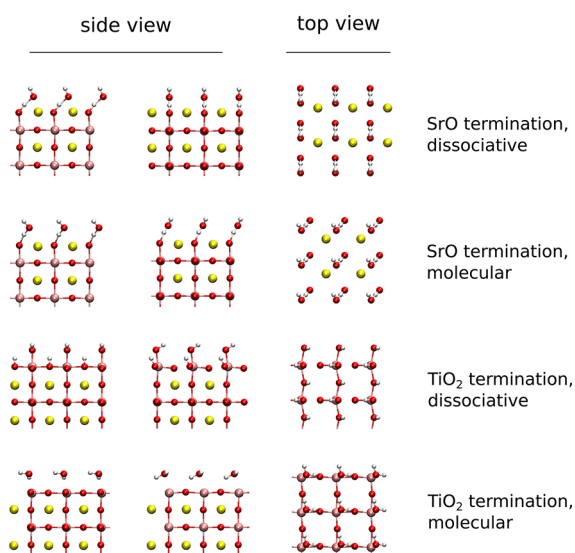 side view
top view
SrO termination,
dissociative
SrO termination,
molecular
TiO₂ termination,
dissociative
TiO₂ termination,
molecular